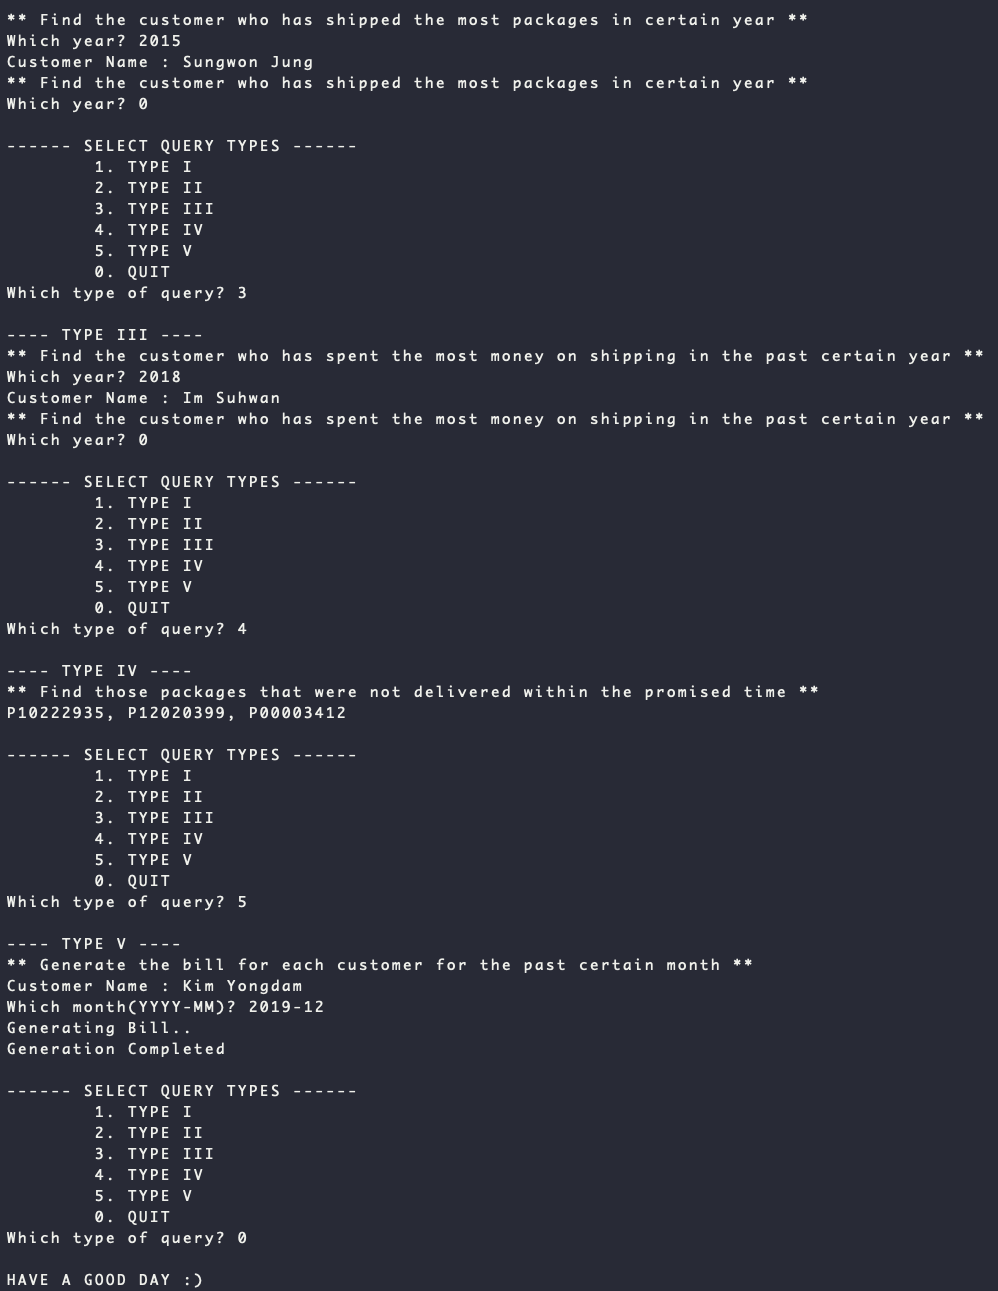 ** Find the customer who has shipped the most packages in certain year **
Which year? 2015
Customer Name : Sungwon Jung
** Find the customer who has shipped the most packages in certain year **
Which year? 0

------ SELECT QUERY TYPES ------
        1. TYPE I
        2. TYPE II
        3. TYPE III
        4. TYPE IV
        5. TYPE V
        0. QUIT
Which type of query? 3

---- TYPE III ----
** Find the customer who has spent the most money on shipping in the past certain year **
Which year? 2018
Customer Name : Im Suhwan
** Find the customer who has spent the most money on shipping in the past certain year **
Which year? 0

------ SELECT QUERY TYPES ------
        1. TYPE I
        2. TYPE II
        3. TYPE III
        4. TYPE IV
        5. TYPE V
        0. QUIT
Which type of query? 4

---- TYPE IV ----
** Find those packages that were not delivered within the promised time **
P10222935, P12020399, P00003412

------ SELECT QUERY TYPES ------
        1. TYPE I
        2. TYPE II
        3. TYPE III
        4. TYPE IV
        5. TYPE V
        0. QUIT
Which type of query? 5

---- TYPE V ----
** Generate the bill for each customer for the past certain month **
Customer Name : Kim Yongdam
Which month(YYYY-MM)? 2019-12
Generating Bill..
Generation Completed

------ SELECT QUERY TYPES ------
        1. TYPE I
        2. TYPE II
        3. TYPE III
        4. TYPE IV
        5. TYPE V
        0. QUIT
Which type of query? 0

HAVE A GOOD DAY :)